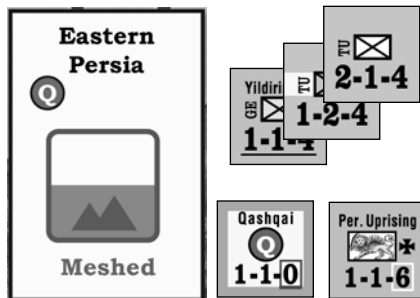 Eastern
Persia
Q
Meshed
Yildiri
GE
1-1-4
TU
1-2-4
TU
2-1-4
Qashqai
Q
1-1-0
Per. Uprising
1-1-6